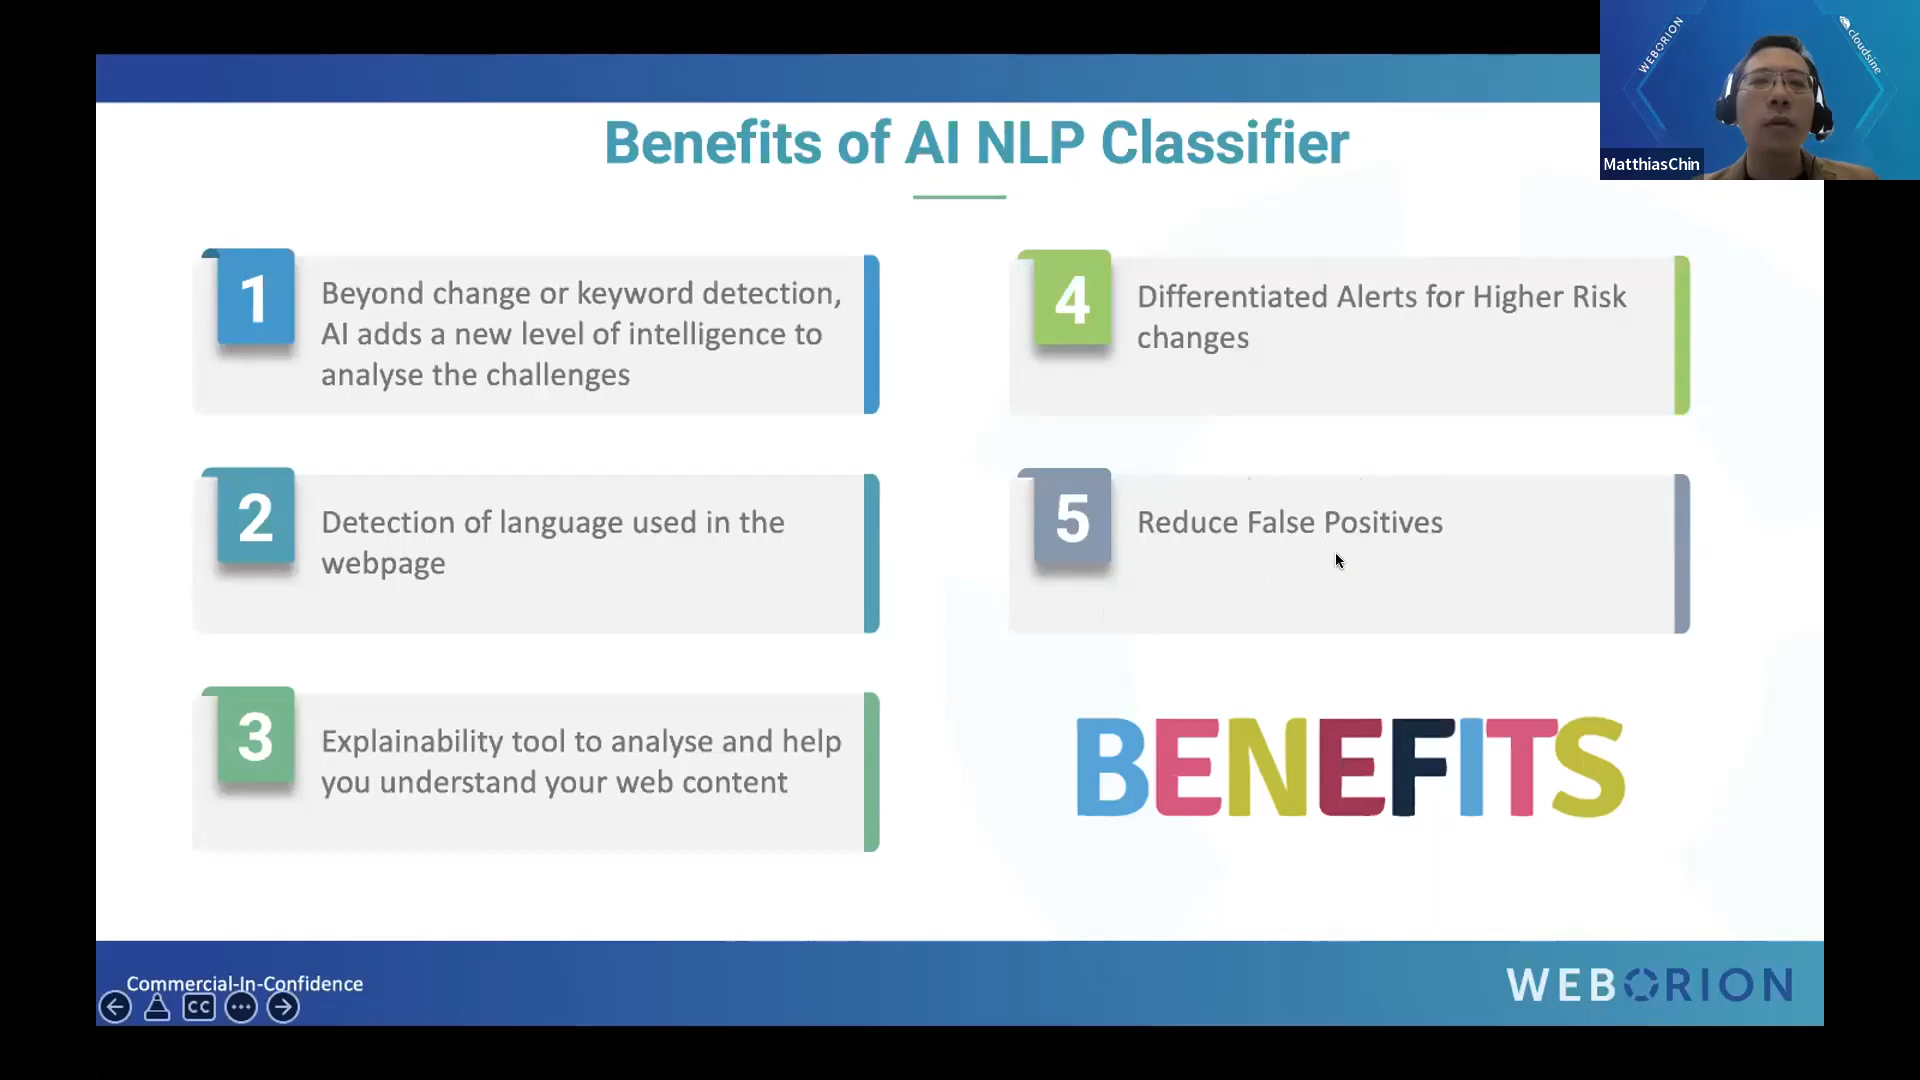 WEBORION
cloudsine
MatthiasChin
Benefits of AI NLP Classifier
1
Beyond change or keyword detection,
AI adds a new level of intelligence to
analyse the challenges
2
Detection of language used in the
webpage
3
Explainability tool to analyse and help
you understand your web content
4
Differentiated Alerts for Higher Risk
changes
5
Reduce False Positives
BENEFITS
Commercial-In-Confidence
CC
WEBORION